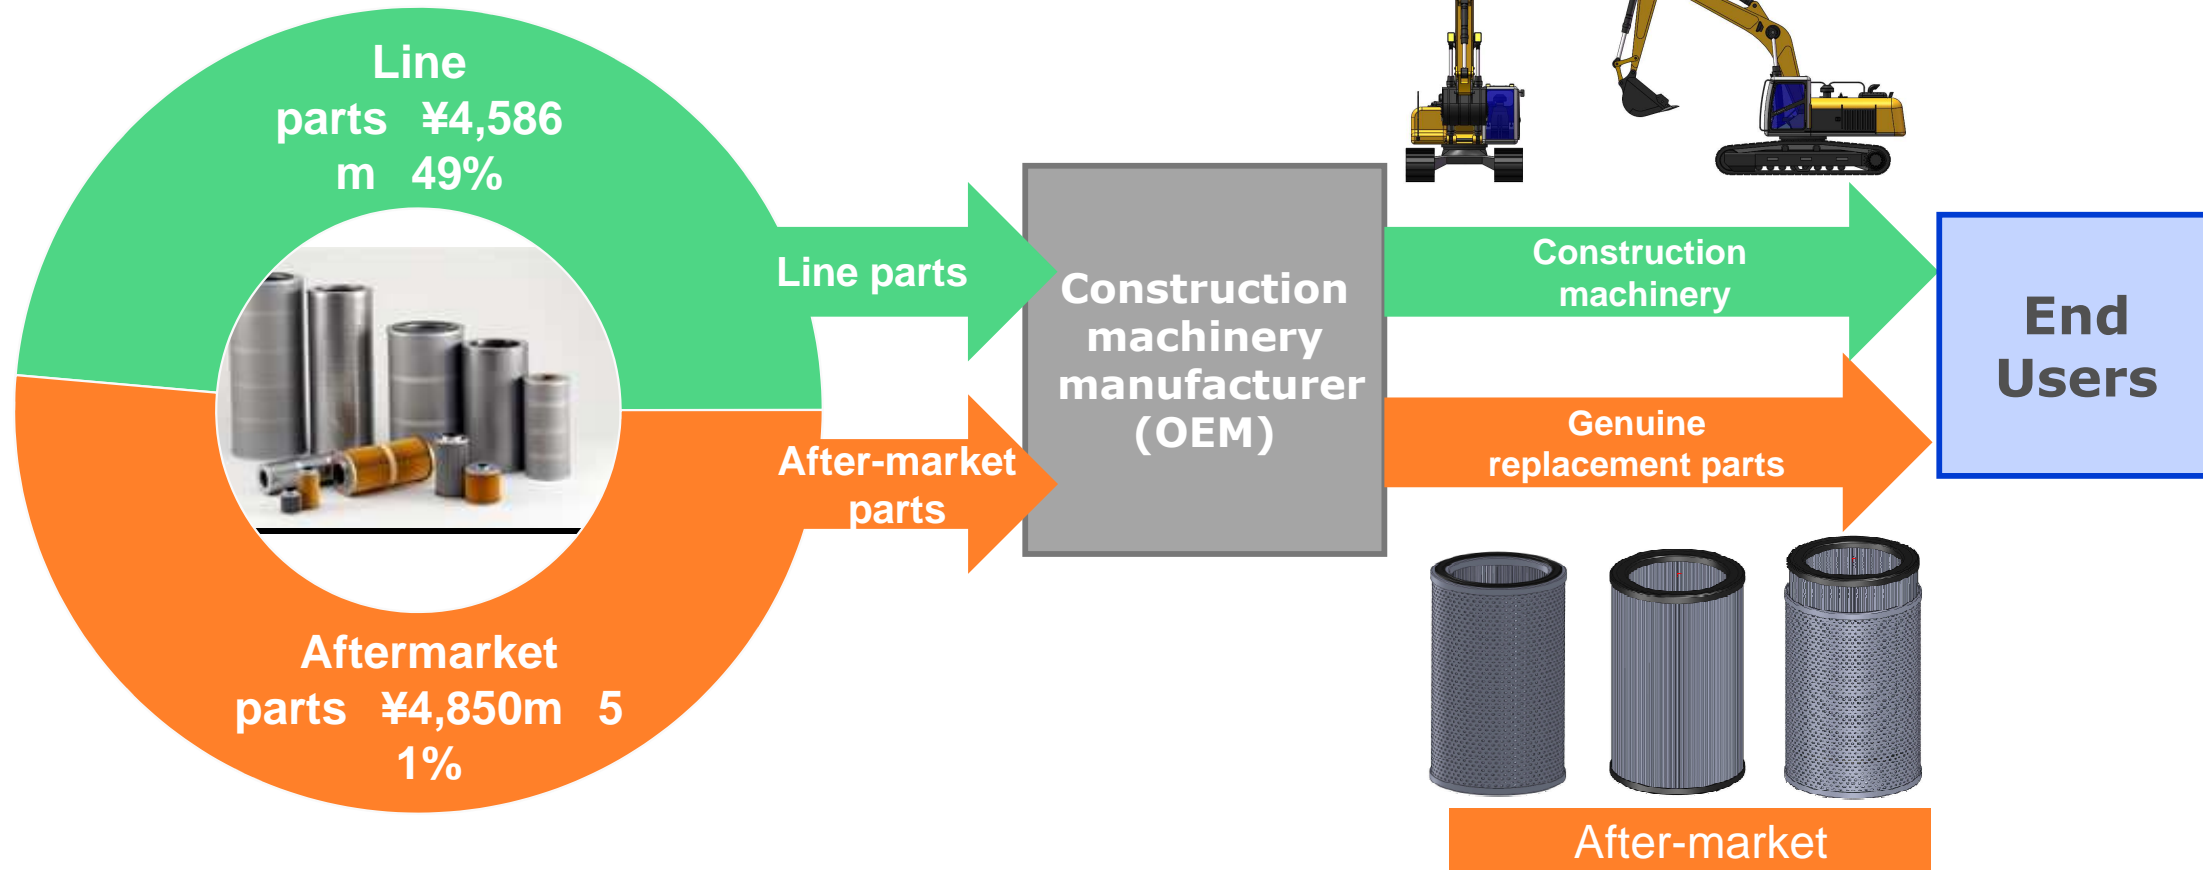 Line
parts ¥4,586
m 49%
Line parts
After-market
parts
Aftermarket
parts ¥4,850m 5
1%
Construction
machinery
manufacturer
(OEM)
Construction
machinery
Genuine
replacement parts
End
Users
After-market